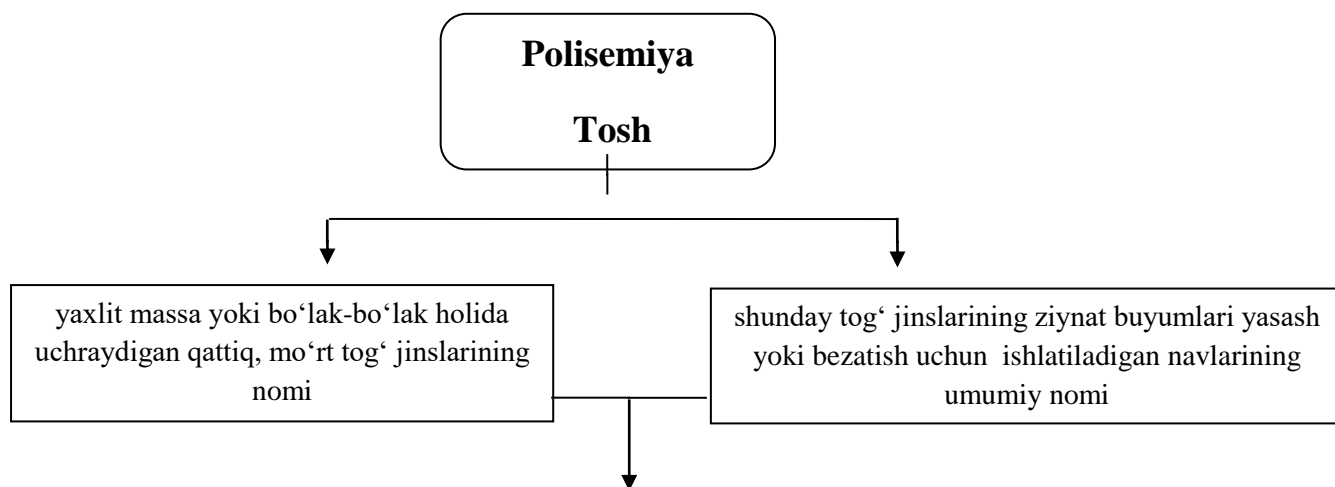 Polisemiya
Tosh
yaxlit massa yoki bo‘lak-bo‘lak holida
uchraydigan qattiq, mo‘rt tog‘ jinslarining
nomi
shunday tog‘ jinslarining ziynat buyumlari yasash
yoki bezatish uchun ishlatiladigan navlarining
umumiy nomi